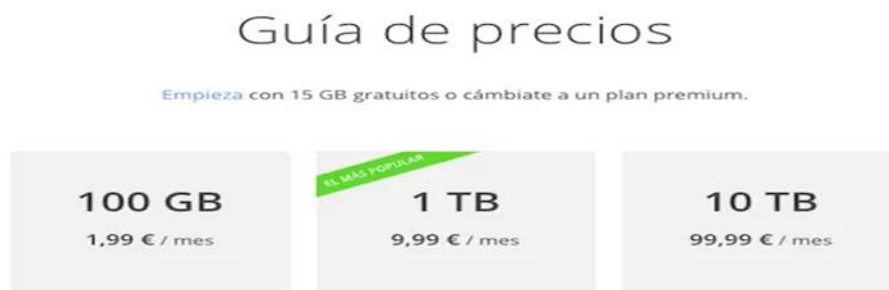 Guía de precios
Empieza con 15 GB gratuitos o cámbiate a un plan premium.
EL MÁS POPULAR
100 GB
1,99 € / mes
1 TB
9,99 € / mes
10 TB
99,99 € / mes